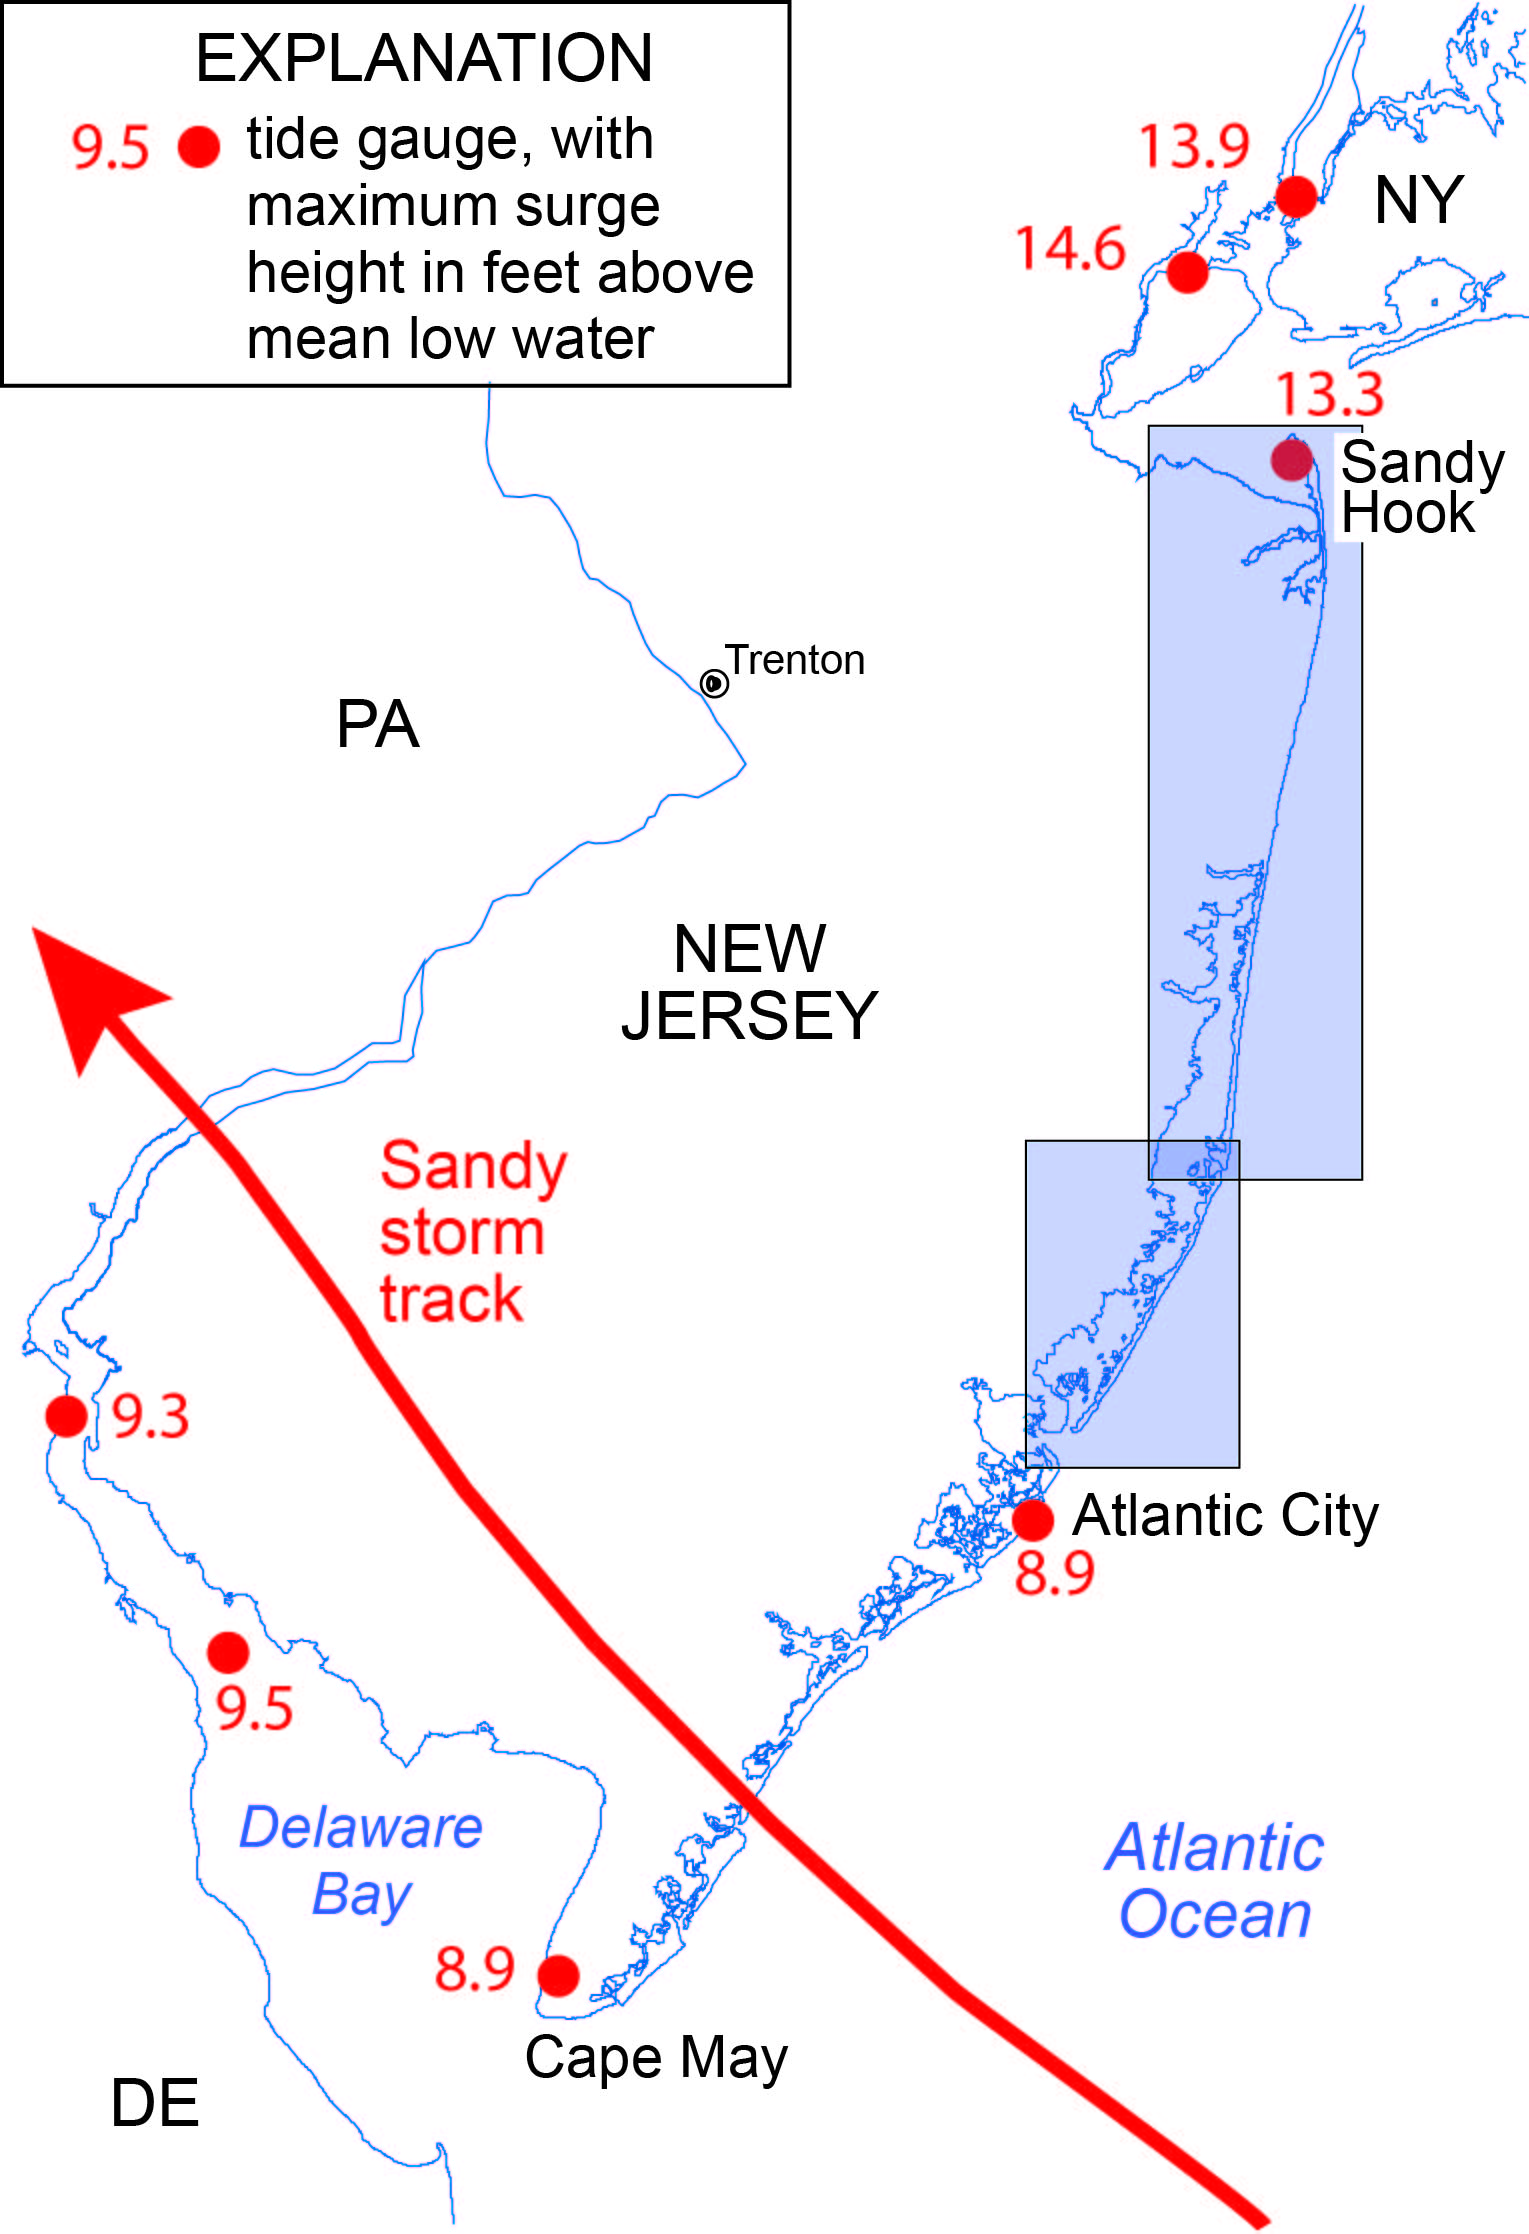 EXPLANATION
9.5 tide gauge, with
maximum surge
height in feet above
mean low water
13.9
NY
14.6
13.3
Sandy
Hook
Trenton
PA
NEW
JERSEY
Sandy
storm
track
9.3
Atlantic City
8.9
9.5
Delaware
Bay
Atlantic
Ocean
8.9
Cape May
DE